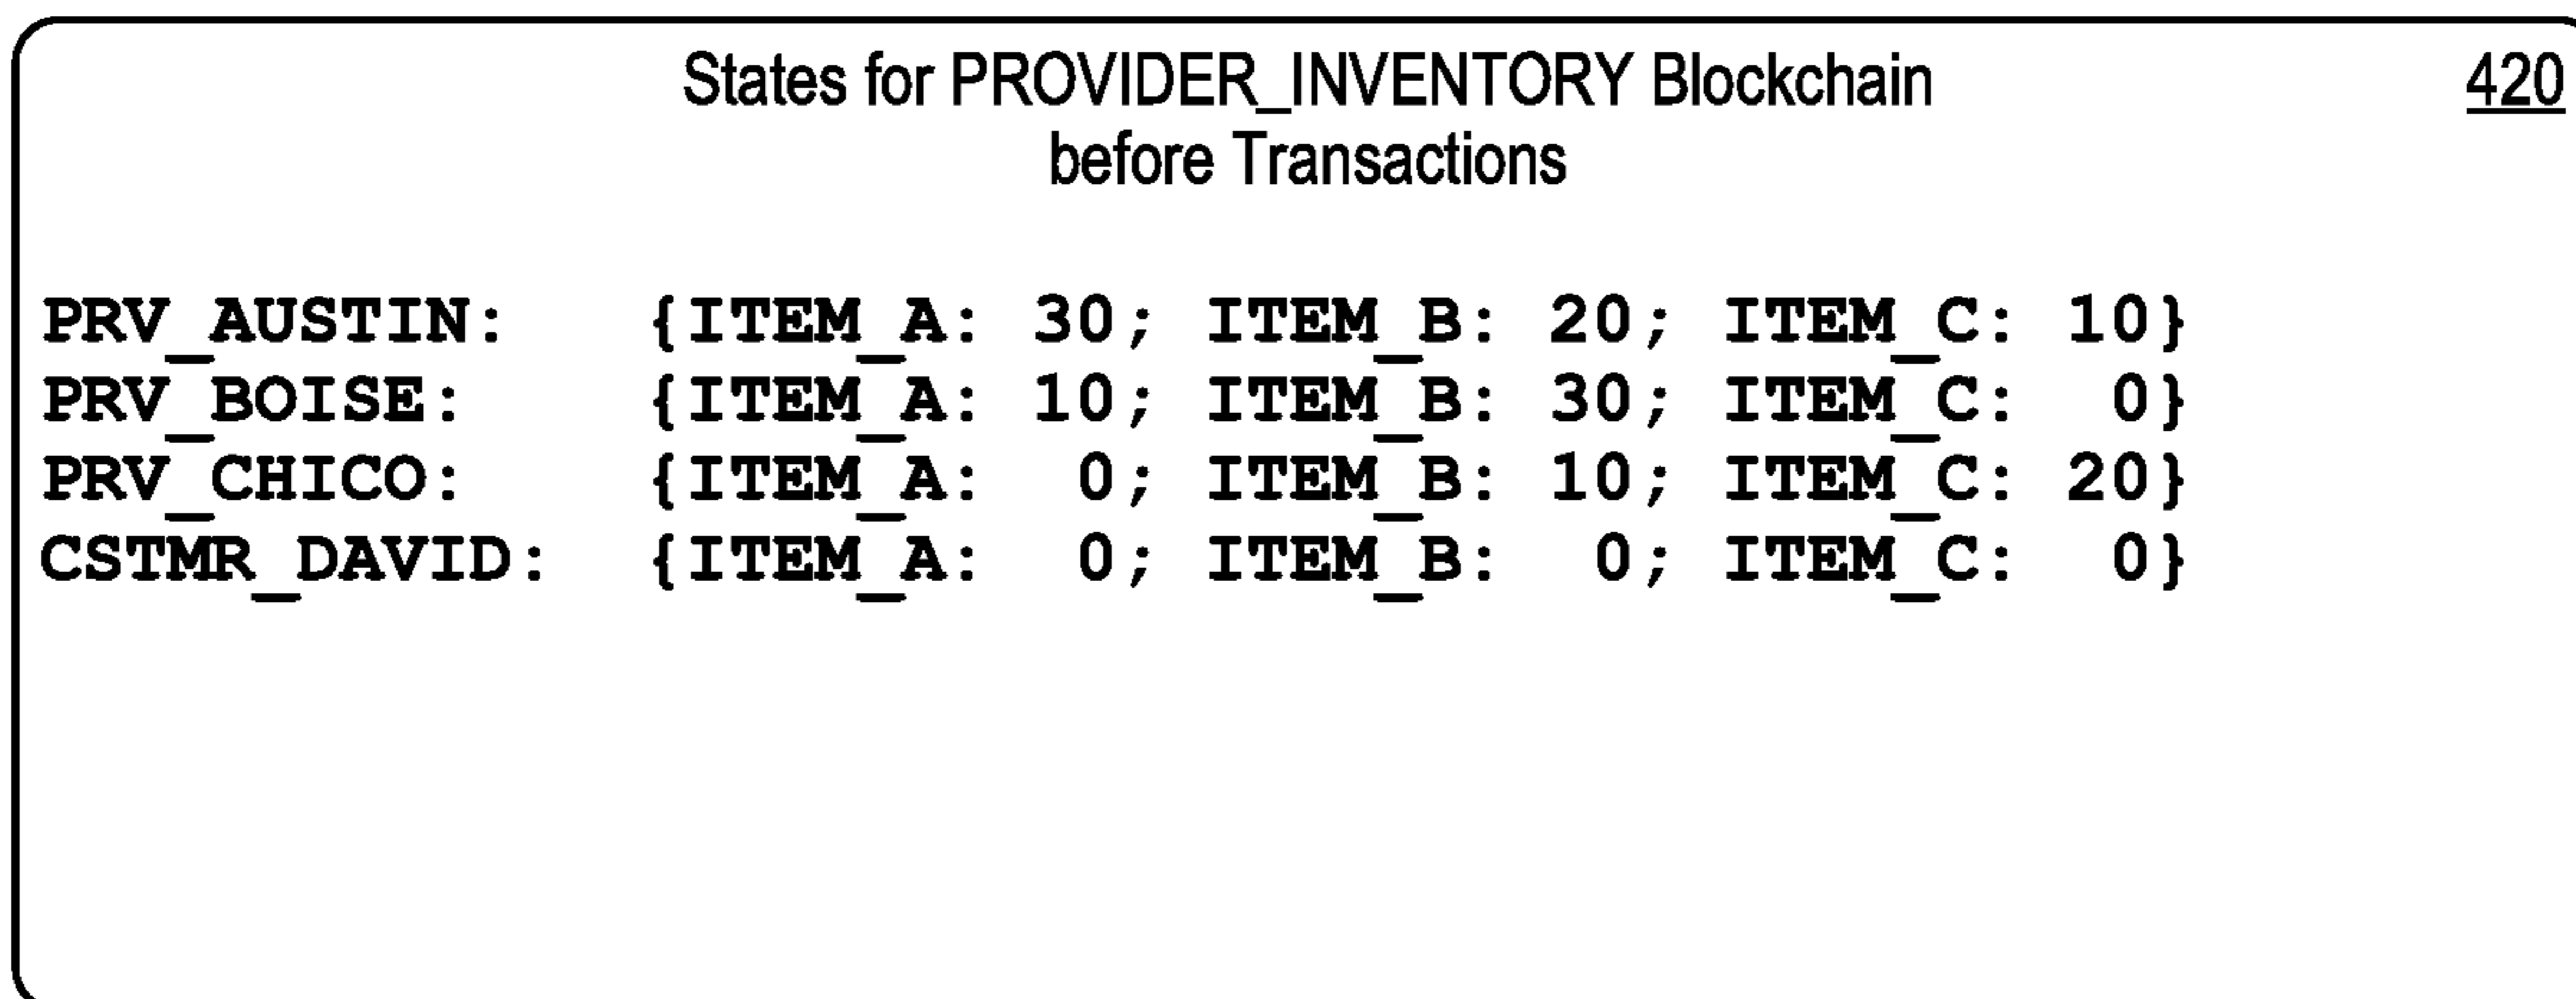 States for PROVIDER_INVENTORY Blockchain 420
before Transactions
PRV_AUSTIN: {ITEM_A: 30; ITEM_B: 20; ITEM_C: 10}
PRV_BOISE: {ITEM_A: 10; ITEM_B: 30; ITEM_C: 0}
PRV_CHICO: {ITEM_A: 0; ITEM_B: 10; ITEM_C: 20}
CSTMR_DAVID: {ITEM_A: 0; ITEM_B: 0; ITEM_C: 0}